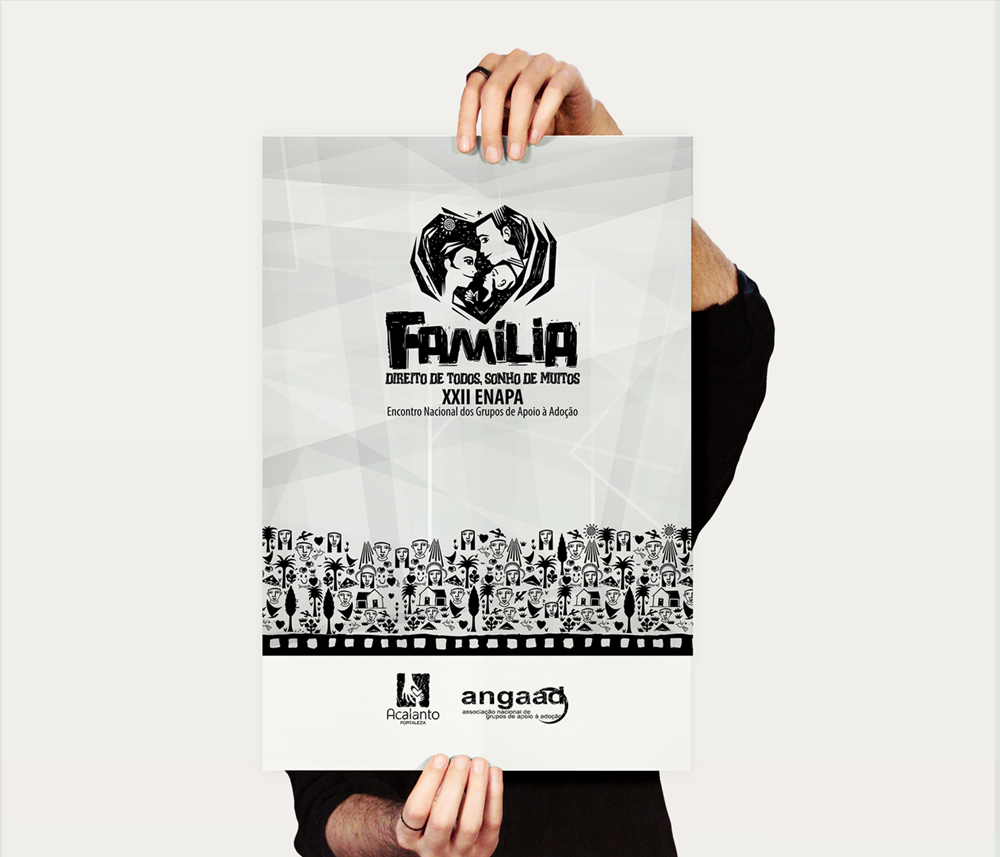 FAMÍLIA
DIREITO DE TODOS, SONHO DE MUITOS
XXII ENAPA
Encontro Nacional dos Grupos de Apoio à Adoção
Acalanto
FORTALEZA
angaad
associação nacional de
grupos de apoio à adoção